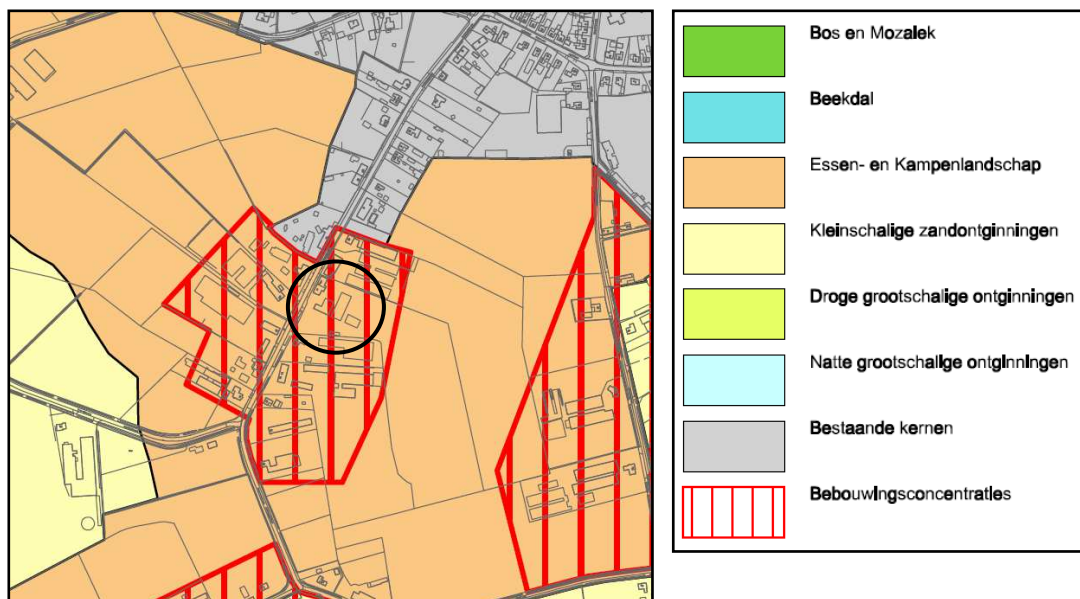 Bos en Mozaiek
Beekdal
Essen- en Kampenlandschap
Kleinschalige zandontginningen
Droge grootschalige ontginningen
Natte grootschalige ontginningen
Bestaande kernen
Bebouwingsconcentraties